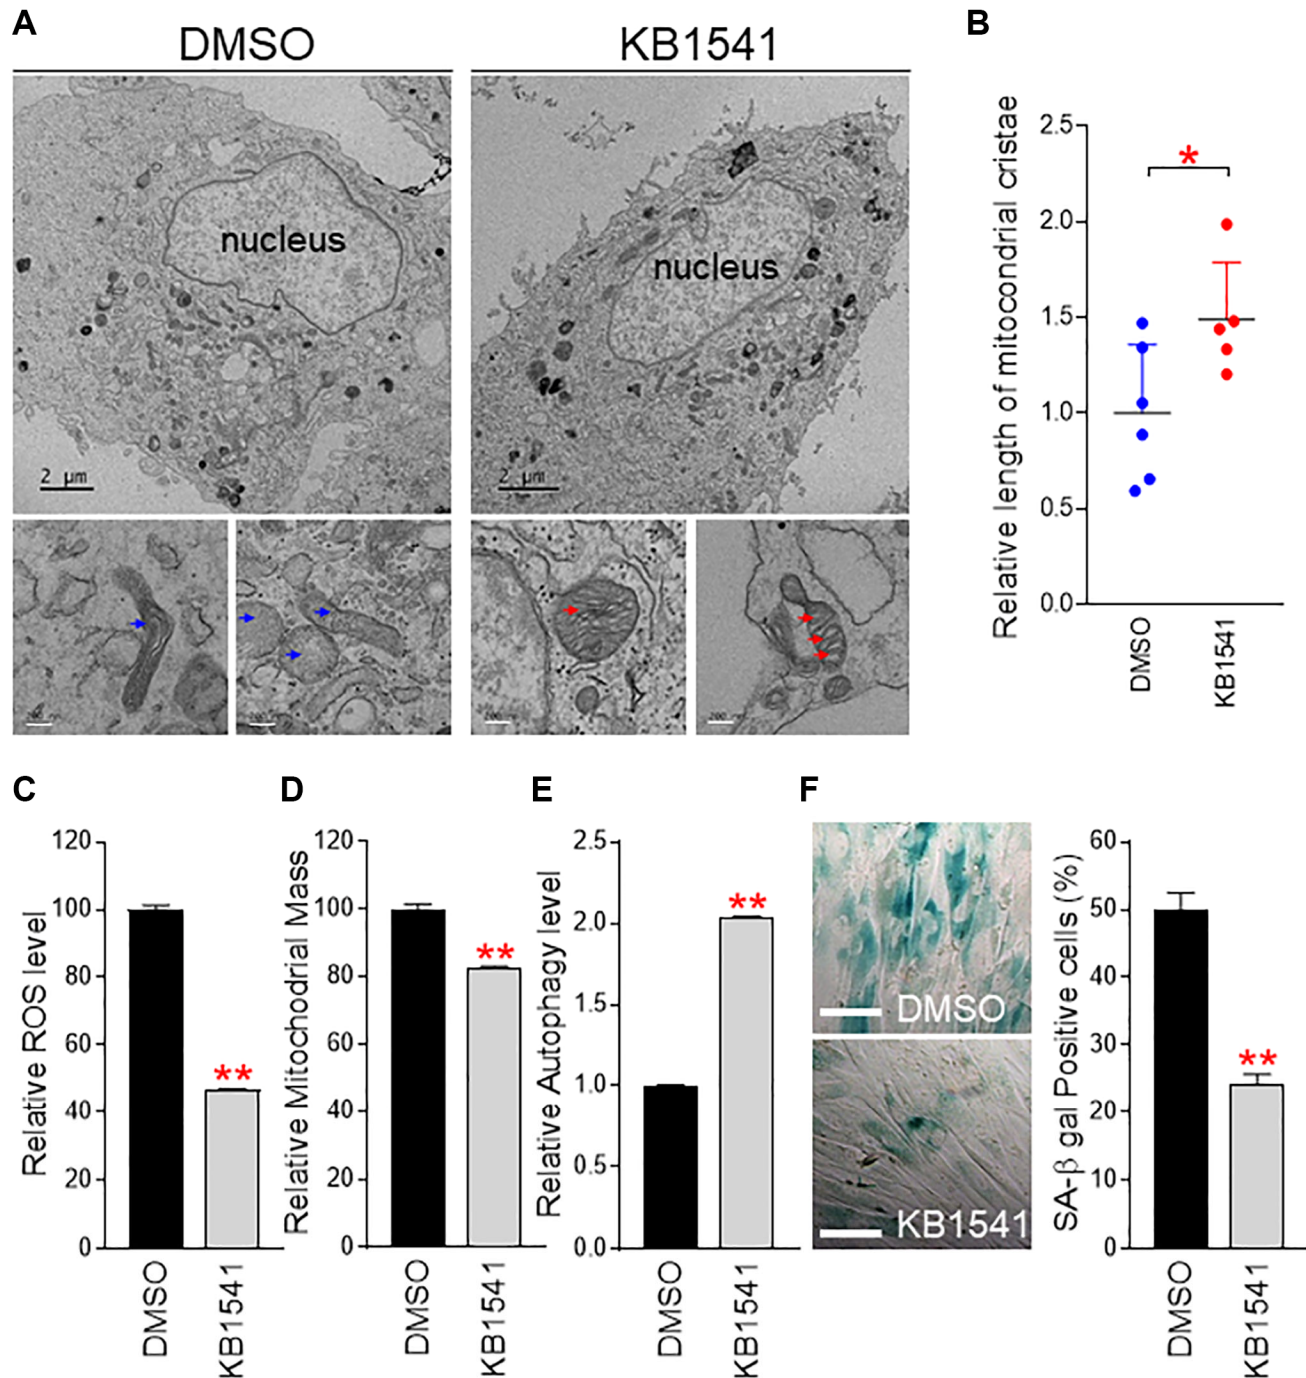 A
DMSO
KB1541
nucleus
nucleus
2 μm
2 μm
B
Relative length of mitocondrial cristae
2.5
2.0
1.5
1.0
0.5
0.0
*
DMSO
KB1541
C
Relative ROS level
120
100
80
60
40
20
0
**
DMSO
KB1541
D
Relative Mitochodrial Mass
120
100
80
60
40
20
0
**
DMSO
KB1541
E
Relative Autophagy level
2.5
2.0
1.5
1.0
0.5
0.0
**
DMSO
KB1541
F
DMSO
KB1541
SA-β gal Positive cells (%)
60
50
40
30
20
10
0
**
DMSO
KB1541